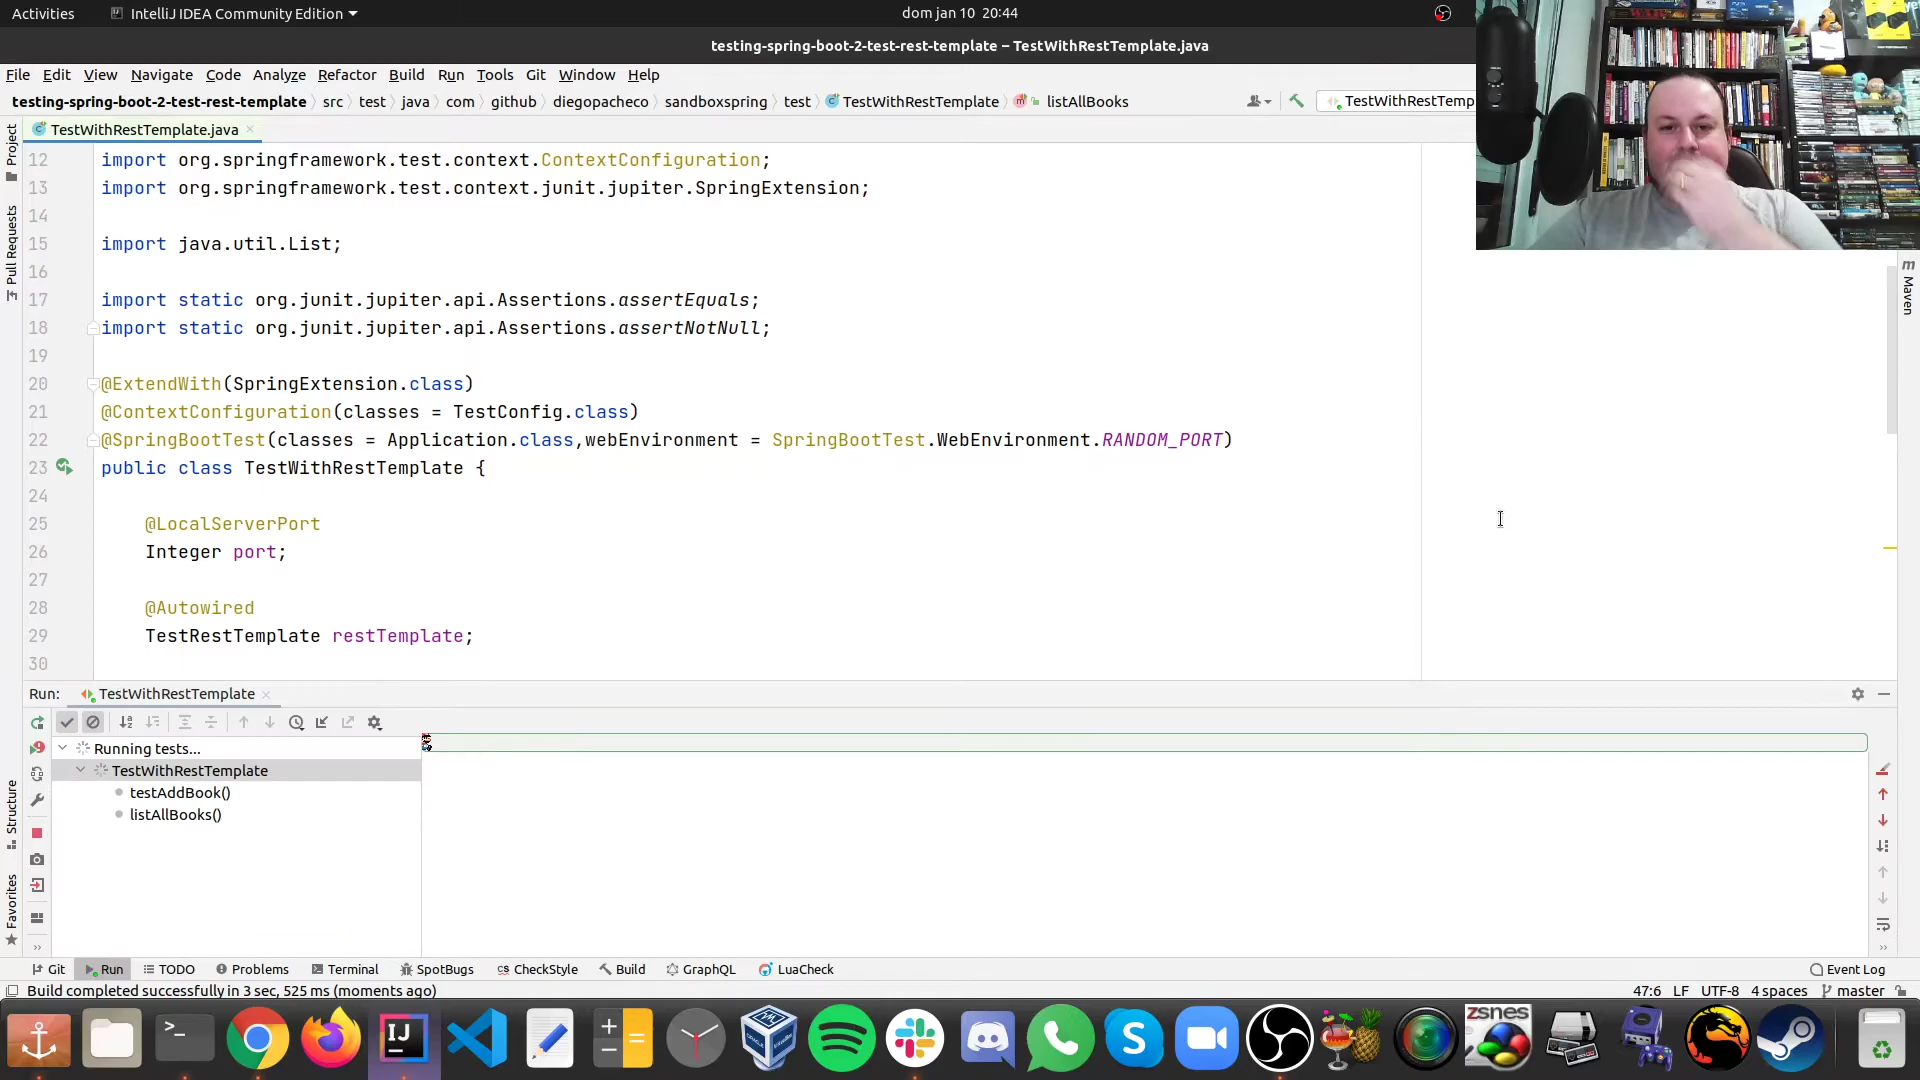 Activities
IntelliJ IDEA Community Edition
dom jan 10 20:44
testing-spring-boot-2-test-rest-template – TestWithRestTemplate.java
File Edit View Navigate Code Analyze Refactor Build Run Tools Git Window Help
testing-spring-boot-2-test-rest-template src test java com github diegopacheco sandboxspring test TestWithRestTemplate listAllBooks
TestWithRestTemp
Project
Pull Requests
Structure
Favorites
Maven
TestWithRestTemplate.java
12 import org.springframework.test.context.ContextConfiguration;
13 import org.springframework.test.context.junit.jupiter.SpringExtension;
14
15 import java.util.List;
16
17 import static org.junit.jupiter.api.Assertions.assertEquals;
18 import static org.junit.jupiter.api.Assertions.assertNotNull;
19
20 @ExtendWith(SpringExtension.class)
21 @ContextConfiguration(classes = TestConfig.class)
22 @SpringBootTest(classes = Application.class,webEnvironment = SpringBootTest.WebEnvironment.RANDOM_PORT)
23 public class TestWithRestTemplate {
24
25 @LocalServerPort
26 Integer port;
27
28 @Autowired
29 TestRestTemplate restTemplate;
30
Run: TestWithRestTemplate
Running tests...
TestWithRestTemplate
testAddBook()
listAllBooks()
Git Run TODO Problems Terminal SpotBugs CheckStyle Build GraphQL LuaCheck Event Log
Build completed successfully in 3 sec, 525 ms (moments ago)
47:6 LF UTF-8 4 spaces master
IJ
zsnes